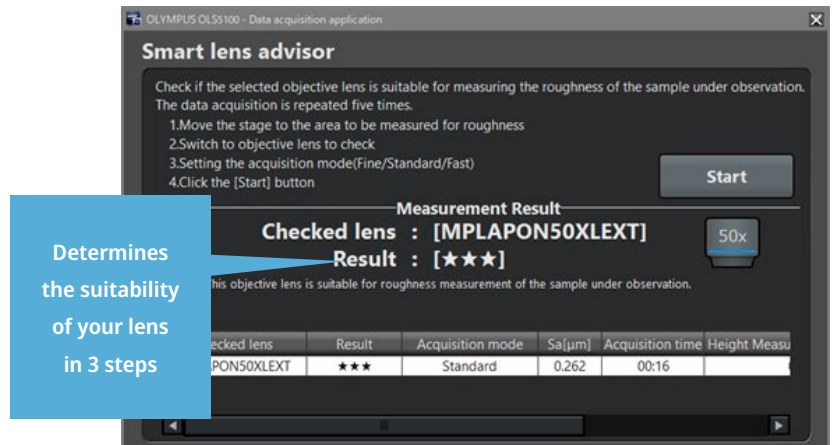 OLYMPUS OLS5100 - Data acquisition application
Smart lens advisor
Check if the selected objective lens is suitable for measuring the roughness of the sample under observation.
The data acquisition is repeated five times.
1.Move the stage to the area to be measured for roughness
2.Switch to objective lens to check
3.Setting the acquisition mode(Fine/Standard/Fast)
4.Click the [Start] button
Start
Measurement Result
Checked lens : [MPLAPON50XLEXT]
50x
Result : [★★★]
This objective lens is suitable for roughness measurement of the sample under observation.
Determines
the suitability
of your lens
in 3 steps
Result Acquisition mode Sa[μm] Acquisition time Height
★★★ Standard 0.262 00:16